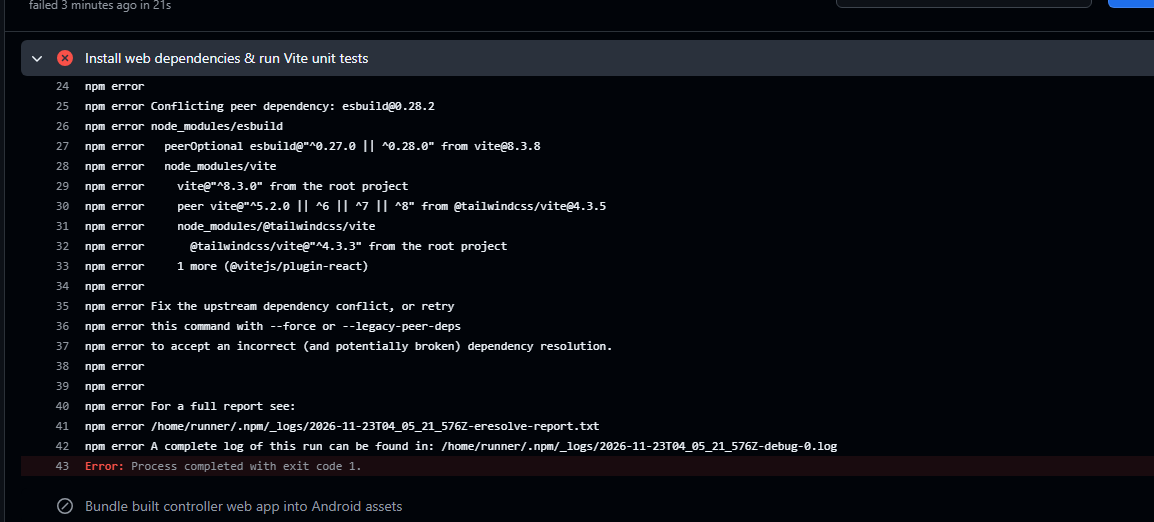 failed 3 minutes ago in 21s
Install web dependencies & run Vite unit tests
24 npm error
25 npm error Conflicting peer dependency: esbuild@0.28.2
26 npm error node_modules/esbuild
27 npm error   peerOptional esbuild@"^0.27.0 || ^0.28.0" from vite@8.3.8
28 npm error   node_modules/vite
29 npm error     vite@"^8.3.0" from the root project
30 npm error     peer vite@"^5.2.0 || ^6 || ^7 || ^8" from @tailwindcss/vite@4.3.5
31 npm error     node_modules/@tailwindcss/vite
32 npm error       @tailwindcss/vite@"^4.3.3" from the root project
33 npm error     1 more (@vitejs/plugin-react)
34 npm error
35 npm error Fix the upstream dependency conflict, or retry
36 npm error this command with --force or --legacy-peer-deps
37 npm error to accept an incorrect (and potentially broken) dependency resolution.
38 npm error
39 npm error
40 npm error For a full report see:
41 npm error /home/runner/.npm/_logs/2026-11-23T04_05_21_576Z-eresolve-report.txt
42 npm error A complete log of this run can be found in: /home/runner/.npm/_logs/2026-11-23T04_05_21_576Z-debug-0.log
43 Error: Process completed with exit code 1.
Bundle built controller web app into Android assets